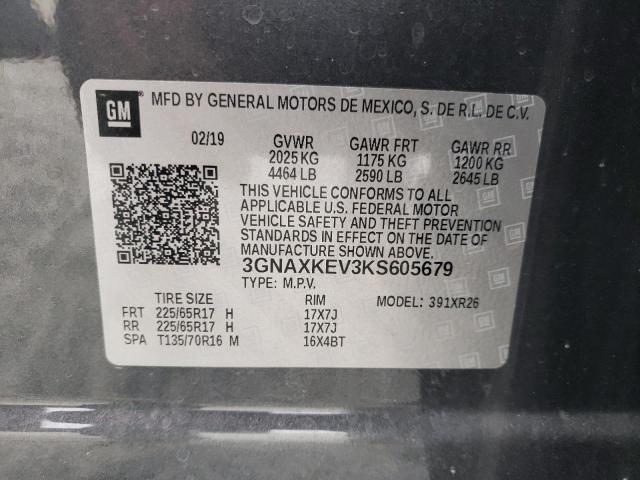 GM
MFD BY GENERAL MOTORS DE MEXICO, S. DE R.L. DE C.V.
02/19 GVWR GAWR FRT GAWR RR
2025 KG 1175 KG 1200 KG
4464 LB 2590 LB 2645 LB
THIS VEHICLE CONFORMS TO ALL
APPLICABLE U.S. FEDERAL MOTOR
VEHICLE SAFETY AND THEFT PREVENTION
STANDARDS IN EFFECT ON THE DATE OF
MANUFACTURE SHOWN ABOVE.
3GNAXKEV3KS605679
TYPE: M.P.V.
TIRE SIZE RIM MODEL: 391XR26
FRT 225/65R17 H 17X7J
RR 225/65R17 H 17X7J
SPA T135/70R16 M 16X4BT